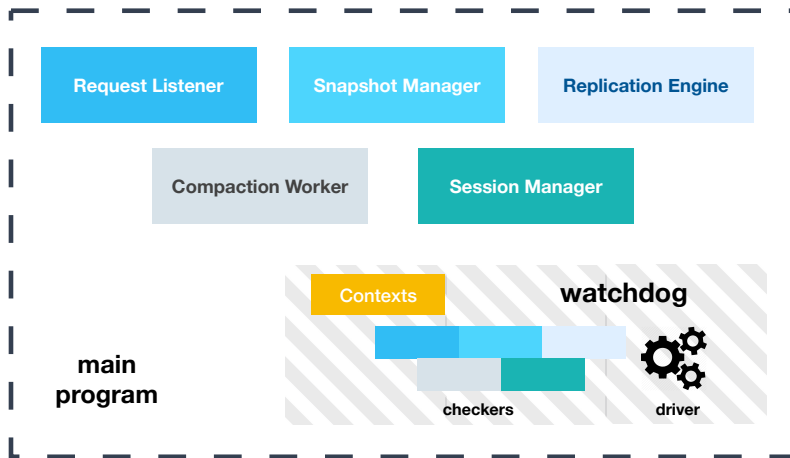 Request Listener
Snapshot Manager
Replication Engine
Compaction Worker
Session Manager
Contexts
watchdog
main
program
checkers
driver